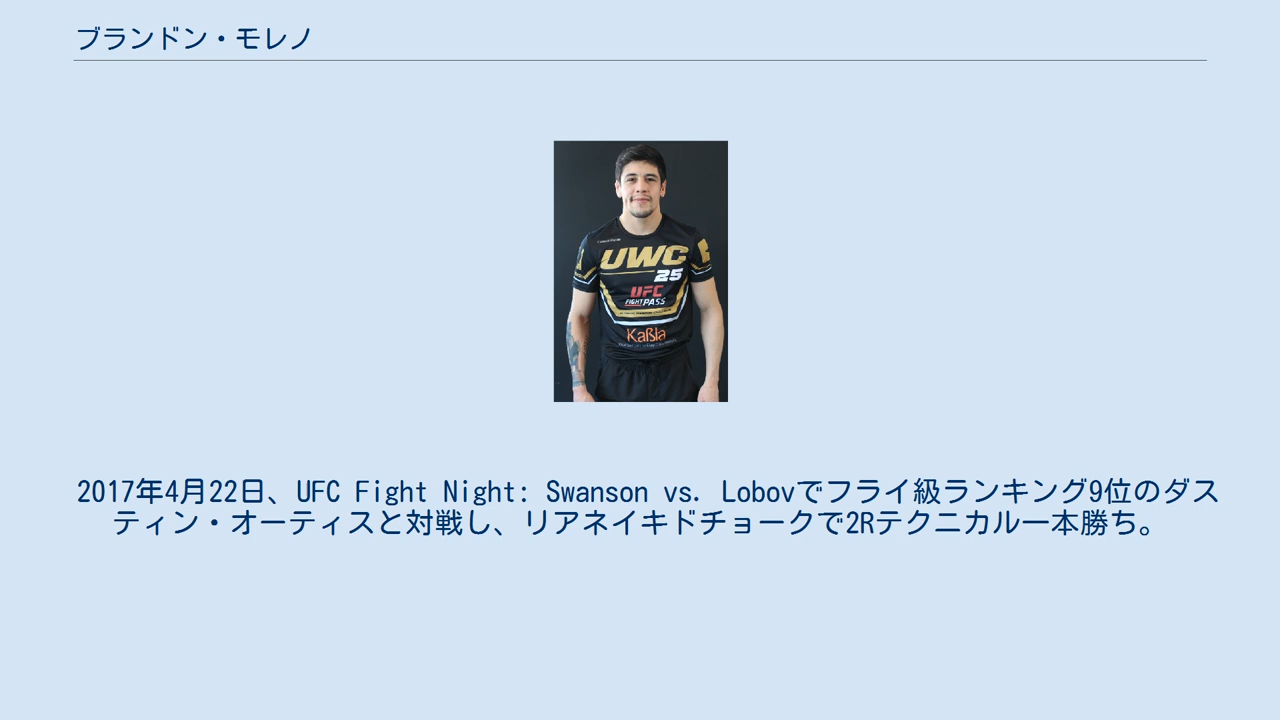 ブランドン・モレノ
UWC
25
UFC
FIGHT PASS
Kaßia
2017年4月22日、UFC Fight Night: Swanson vs. Lobovでフライ級ランキング9位のダス
ティン・オーティスと対戦し、リアネイキドチョークで2Rテクニカル一本勝ち。